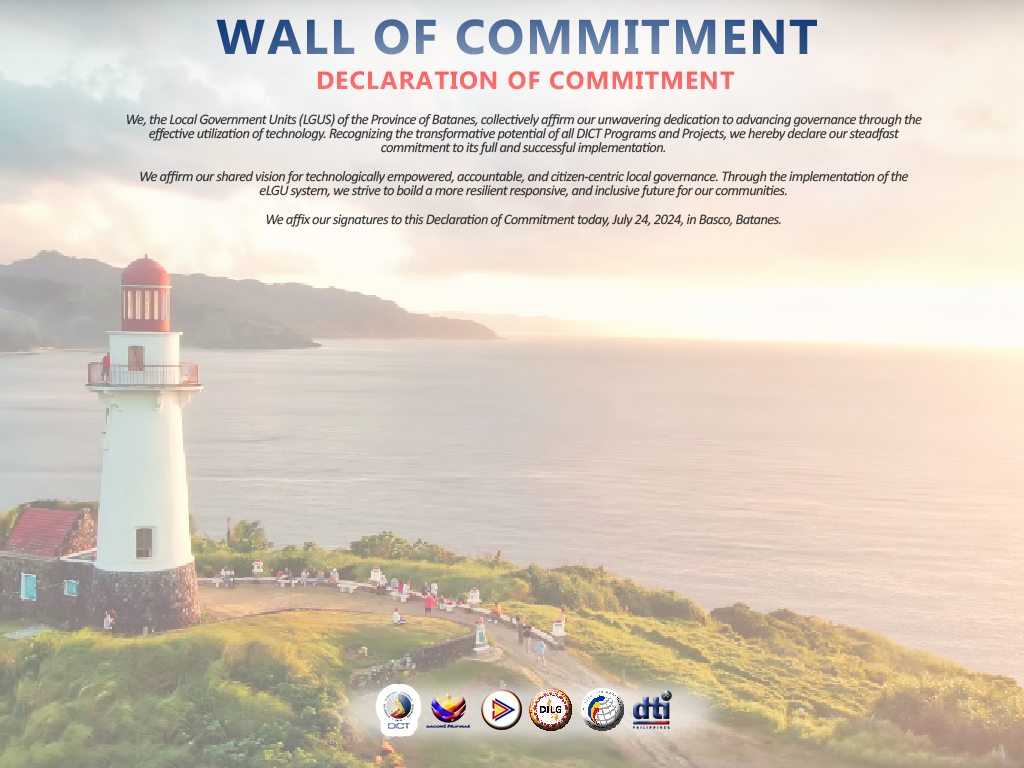 WALL OF COMMITMENT
DECLARATION OF COMMITMENT
We, the Local Government Units (LGUS) of the Province of Batanes, collectively affirm our unwavering dedication to advancing governance through the
effective utilization of technology. Recognizing the transformative potential of all DICT Programs and Projects, we hereby declare our steadfast
commitment to its full and successful implementation.
We affirm our shared vision for technologically empowered, accountable, and citizen-centric local governance. Through the implementation of the
eLGU system, we strive to build a more resilient responsive, and inclusive future for our communities.
We affix our signatures to this Declaration of Commitment today, July 24, 2024, in Basco, Batanes.
DICT
BAGONG PILIPINAS
DILG
dti
PHILIPPINES